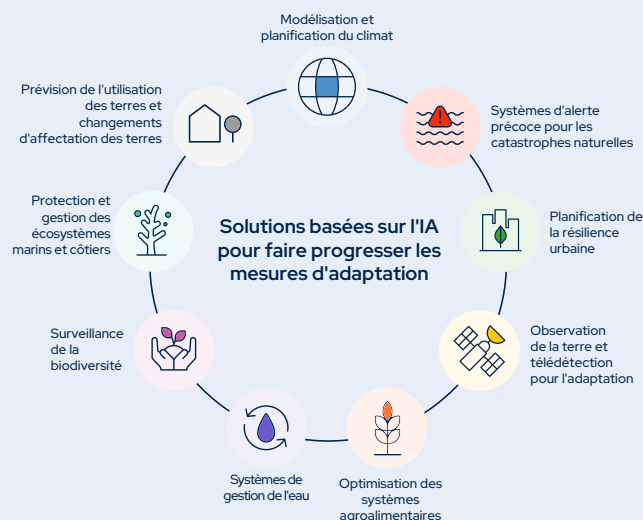 Modélisation et
planification du climat
Systèmes d'alerte
précoce pour les
catastrophes naturelles
Planification de
la résilience
urbaine
Observation
de la terre et
télédétection
pour l'adaptation
Optimisation des
systèmes
agroalimentaires
Systèmes de
gestion de l'eau
Surveillance
de la
biodiversité
Protection et
gestion des
écosystèmes
marins et côtiers
Prévision de l'utilisation
des terres et
changements
d'affectation des terres
Solutions basées sur l'IA
pour faire progresser les
mesures d'adaptation